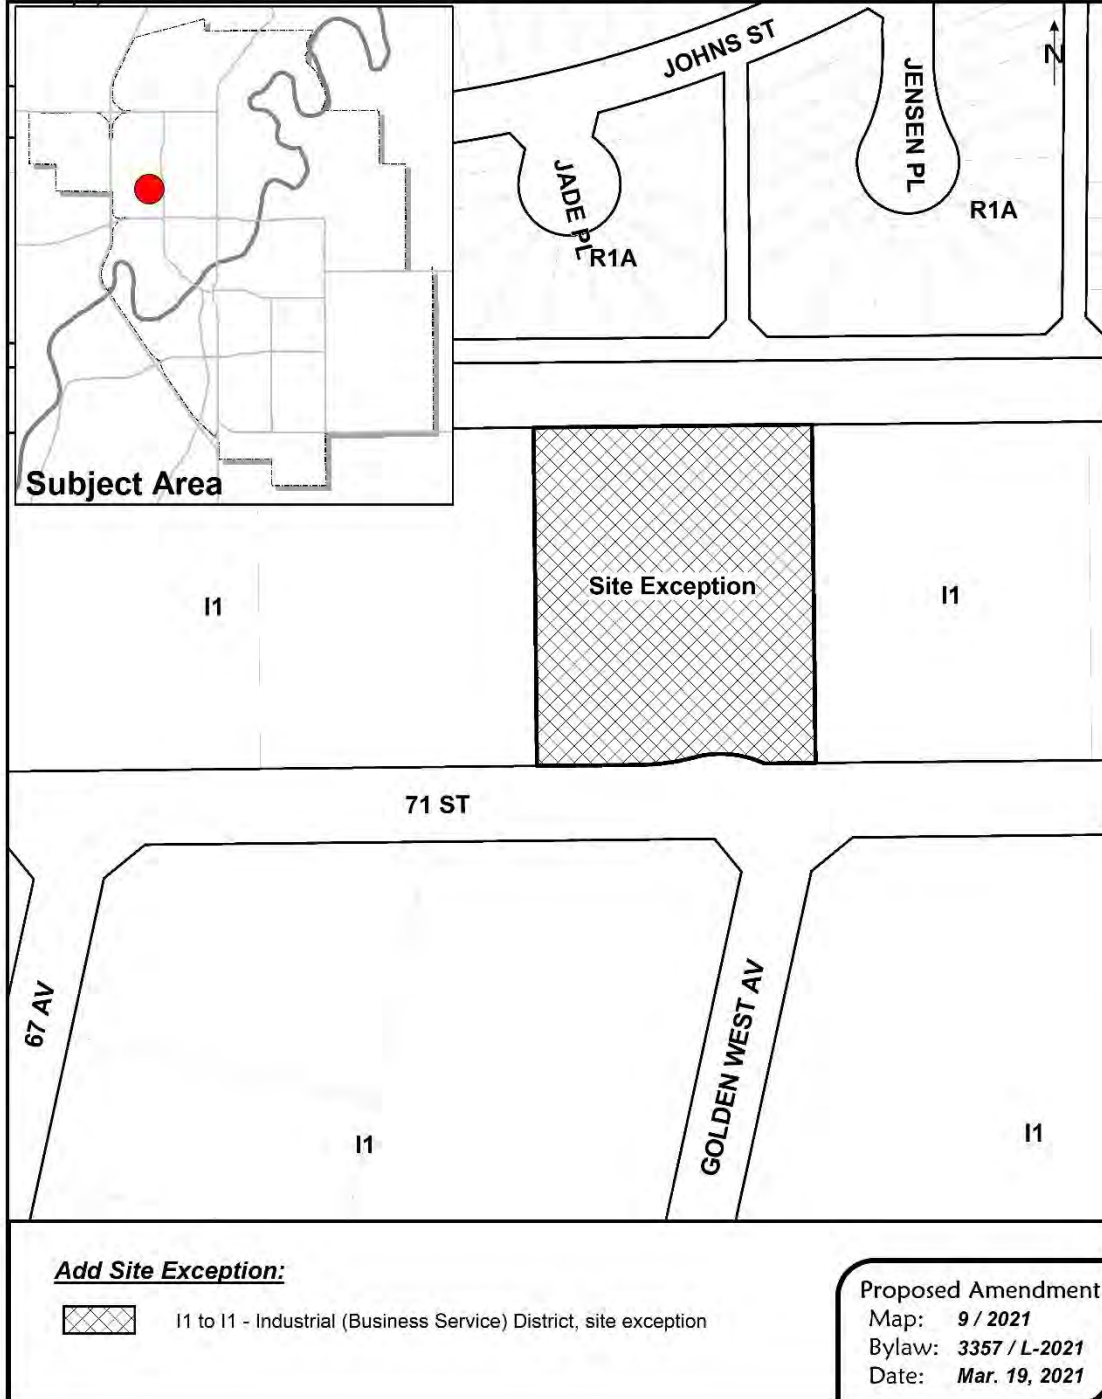 JOHNS ST
N
JENSEN PL
JADE PL
R1A
R1A
Subject Area
Site Exception
I1
I1
71 ST
67 AV
GOLDEN WEST AV
I1
I1
Add Site Exception:
I1 to I1 - Industrial (Business Service) District, site exception
Proposed Amendment
Map: 9 / 2021
Bylaw: 3357 / L-2021
Date: Mar. 19, 2021